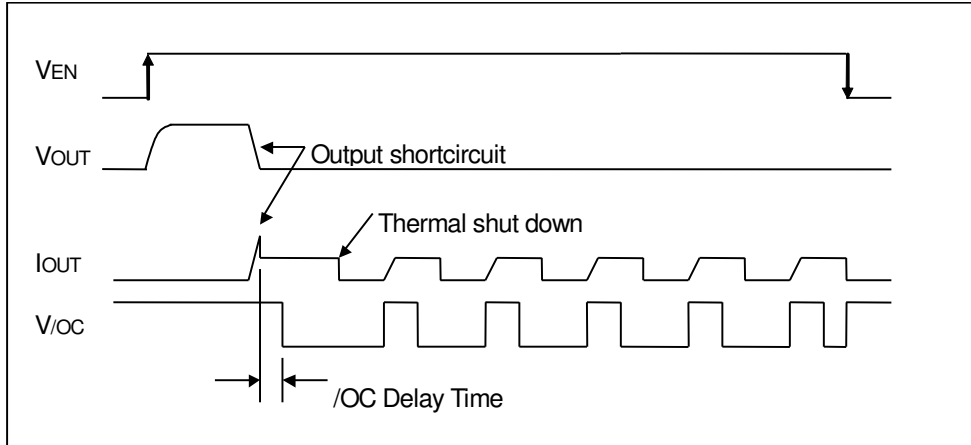 VEN
VOUT
Output shortcircuit
Thermal shut down
IOUT
V/OC
/OC Delay Time